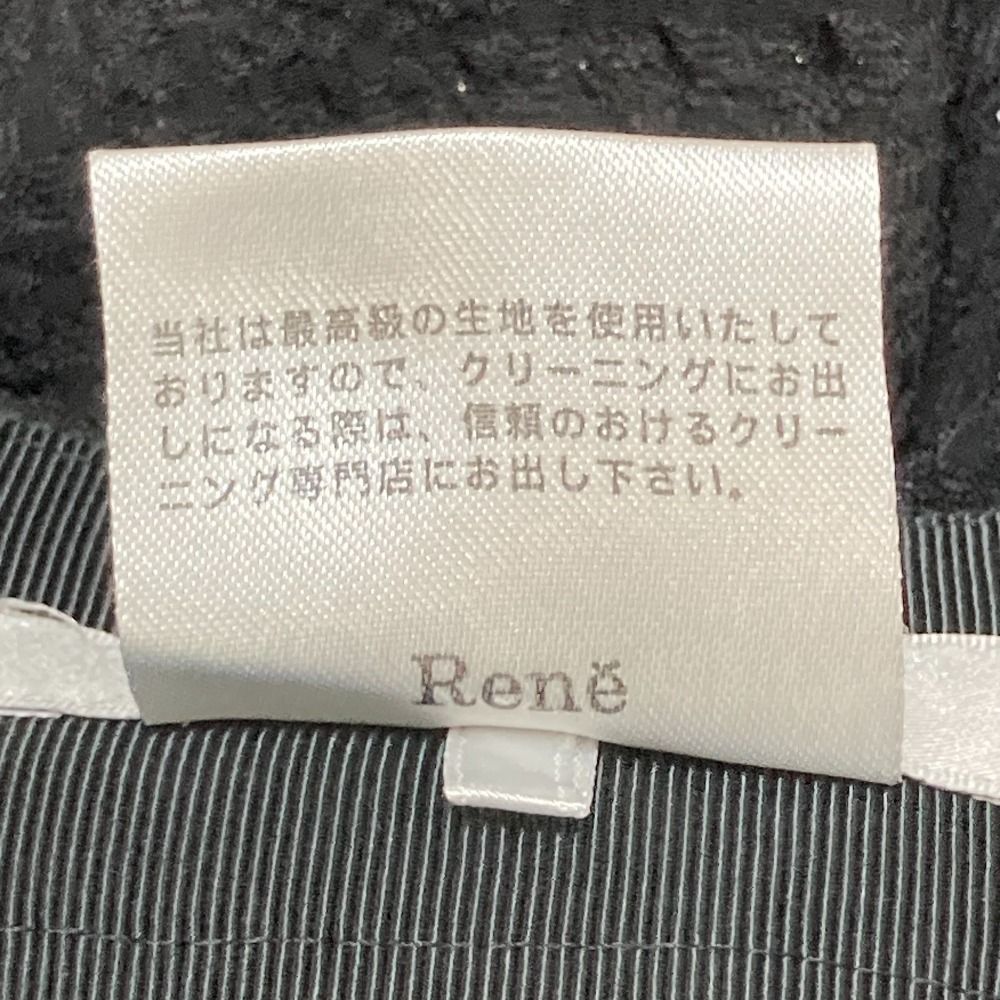 当社は最高級の生地を使用いたして
おりますので、クリーニングにお出
しになる際は、信頼のおけるクリー
ニング専門店にお出し下さい。
Renĕ